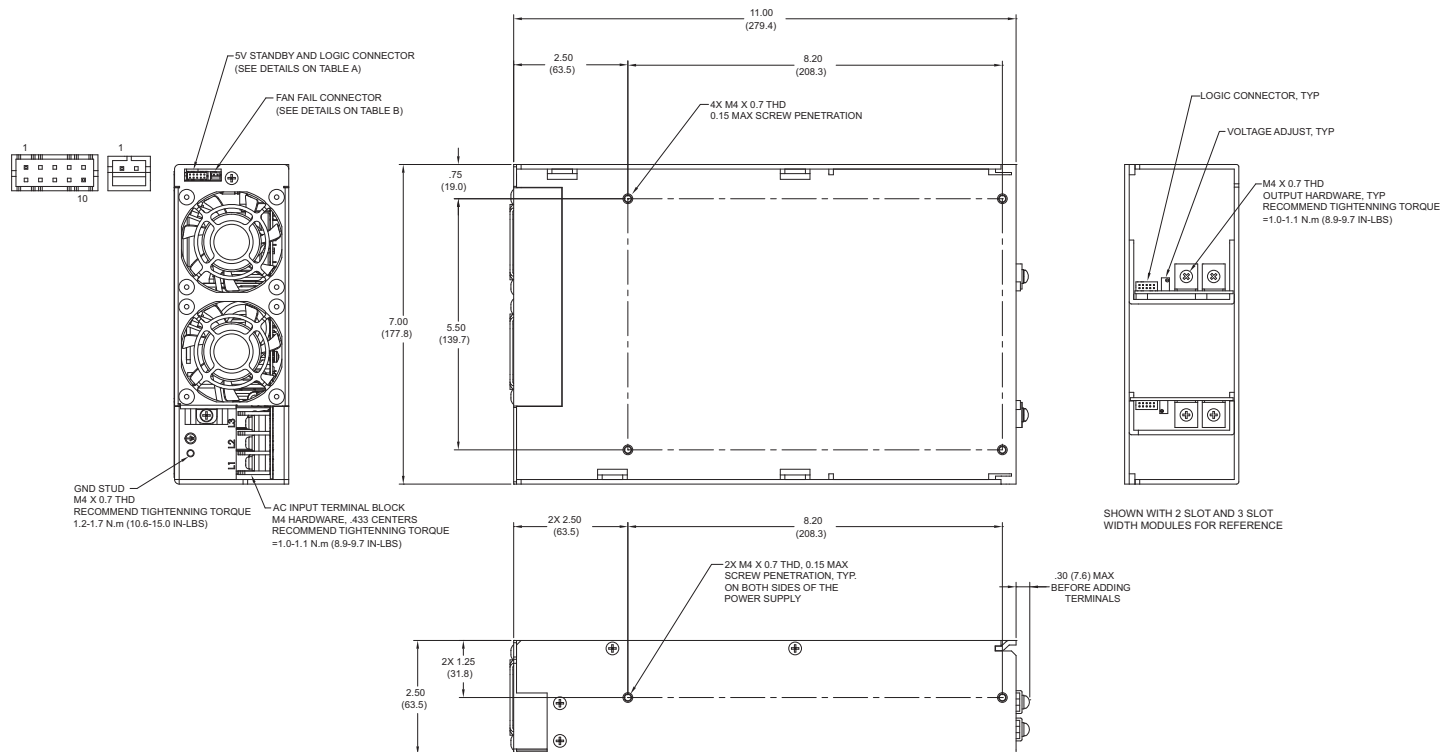 11.00
(279.4)
2.50
(63.5)
8.20
(208.3)
5V STANDBY AND LOGIC CONNECTOR
(SEE DETAILS ON TABLE A)
FAN FAIL CONNECTOR
(SEE DETAILS ON TABLE B)
1
1
10
4X M4 X 0.7 THD
0.15 MAX SCREW PENETRATION
LOGIC CONNECTOR, TYP
VOLTAGE ADJUST, TYP
M4 X 0.7 THD
OUTPUT HARDWARE, TYP
RECOMMEND TIGHTENNING TORQUE
=1.0-1.1 N.m (8.9-9.7 IN-LBS)
.75
(19.0)
7.00
(177.8)
5.50
(139.7)
L3
L2
L1
GND STUD
M4 X 0.7 THD
RECOMMEND TIGHTENNING TORQUE
1.2-1.7 N.m (10.6-15.0 IN-LBS)
AC INPUT TERMINAL BLOCK
M4 HARDWARE, .433 CENTERS
RECOMMEND TIGHTENNING TORQUE
=1.0-1.1 N.m (8.9-9.7 IN-LBS)
SHOWN WITH 2 SLOT AND 3 SLOT
WIDTH MODULES FOR REFERENCE
2X 2.50
(63.5)
8.20
(208.3)
2X M4 X 0.7 THD, 0.15 MAX
SCREW PENETRATION, TYP.
ON BOTH SIDES OF THE
POWER SUPPLY
.30 (7.6) MAX
BEFORE ADDING
TERMINALS
2X 1.25
(31.8)
2.50
(63.5)